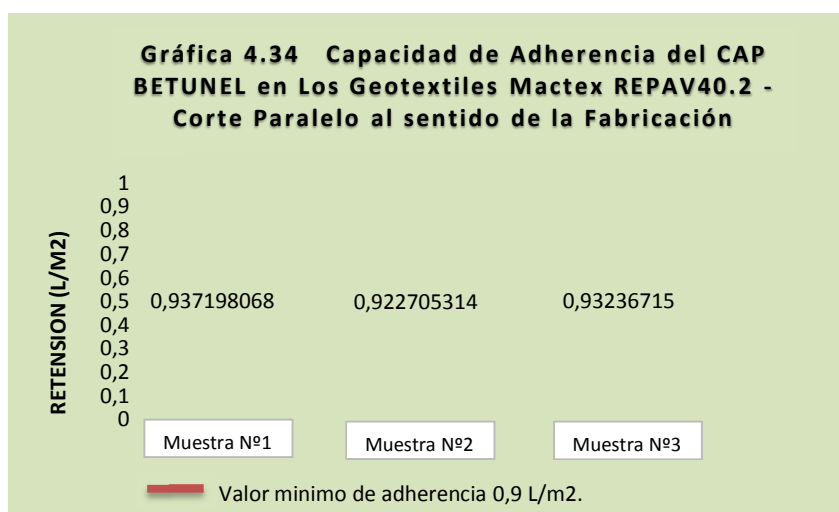 Gráfica 4.34 Capacidad de Adherencia del CAP
BETUNEL en Los Geotextiles Mactex REPAV40.2 -
Corte Paralelo al sentido de la Fabricación
RETENSION (L/M2)
1
0,9
0,8
0,7
0,6
0,5
0,4
0,3
0,2
0,1
0
0,937198068
0,922705314
0,93236715
Muestra Nº1
Muestra Nº2
Muestra Nº3
Valor minimo de adherencia 0,9 L/m2.